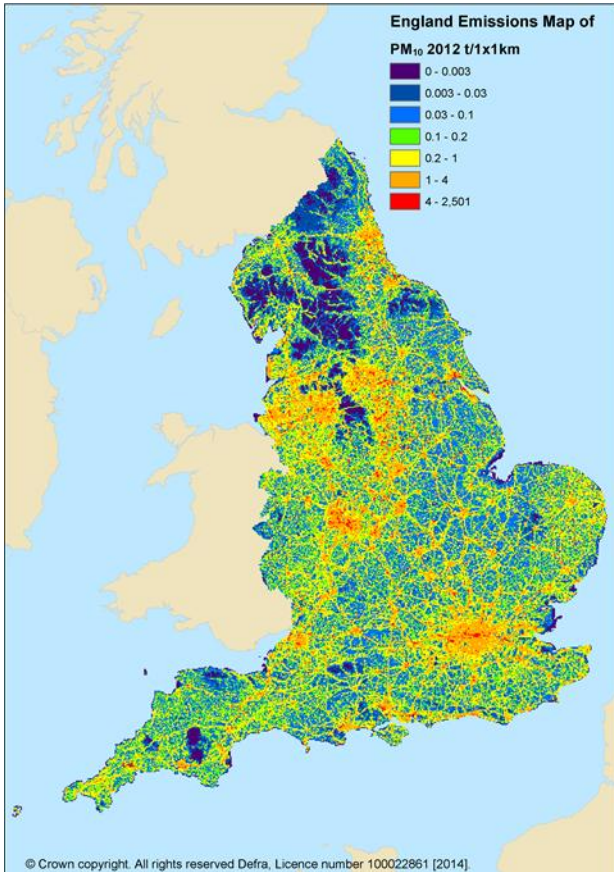 England Emissions Map of
PM₁₀ 2012 t/1x1km
0 - 0.003
0.003 - 0.03
0.03 - 0.1
0.1 - 0.2
0.2 - 1
1 - 4
4 - 2,501
© Crown copyright. All rights reserved Defra, Licence number 100022861 [2014].